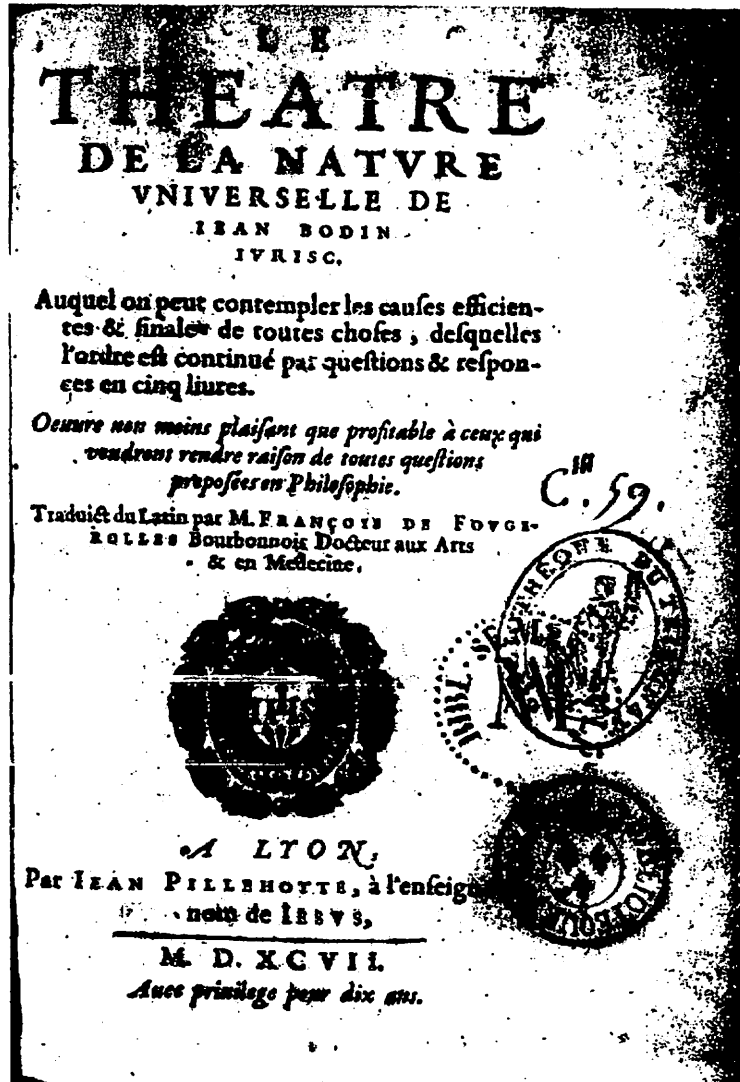 LE
THEATRE
DE LA NATVRE
VNIVERSELLE DE
IEAN BODIN
IVRISC.
Auquel on peut contempler les cauſes efficien-
tes & finales de toutes choſes, deſquelles
l'ordre eſt continué par queſtions & reſpon-
ces en cinq liures.
Oeuure non moins plaiſant que profitable à ceux qui
voudront rendre raiſon de toutes queſtions
propoſées en Philoſophie.
Traduict du Latin par M. FRANÇOIS DE FOVGE-
ROLLES Bourbonnois Docteur aux Arts
& en Medecine.
C.III 59.
A LYON,
Par IEAN PILLEHOTTE, à l'enſeig
nom de IESVS,
M. D. XCVII.
Auec priuilege pour dix ans.